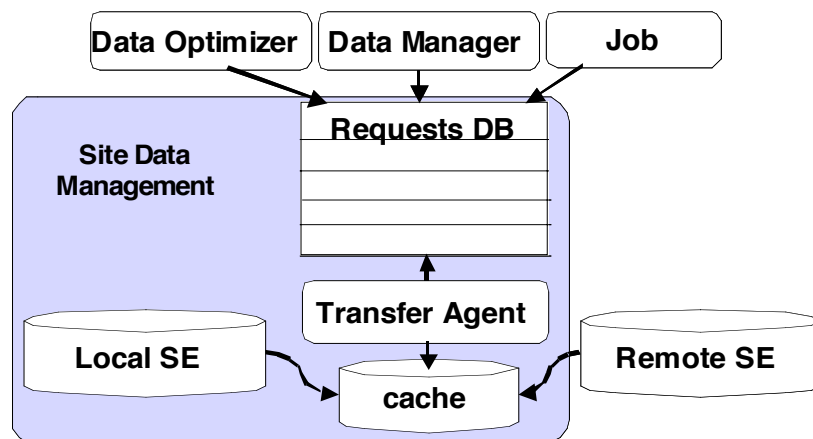 Data Optimizer
Data Manager
Job
Requests DB
Site Data
Management
Transfer Agent
Local SE
Remote SE
cache